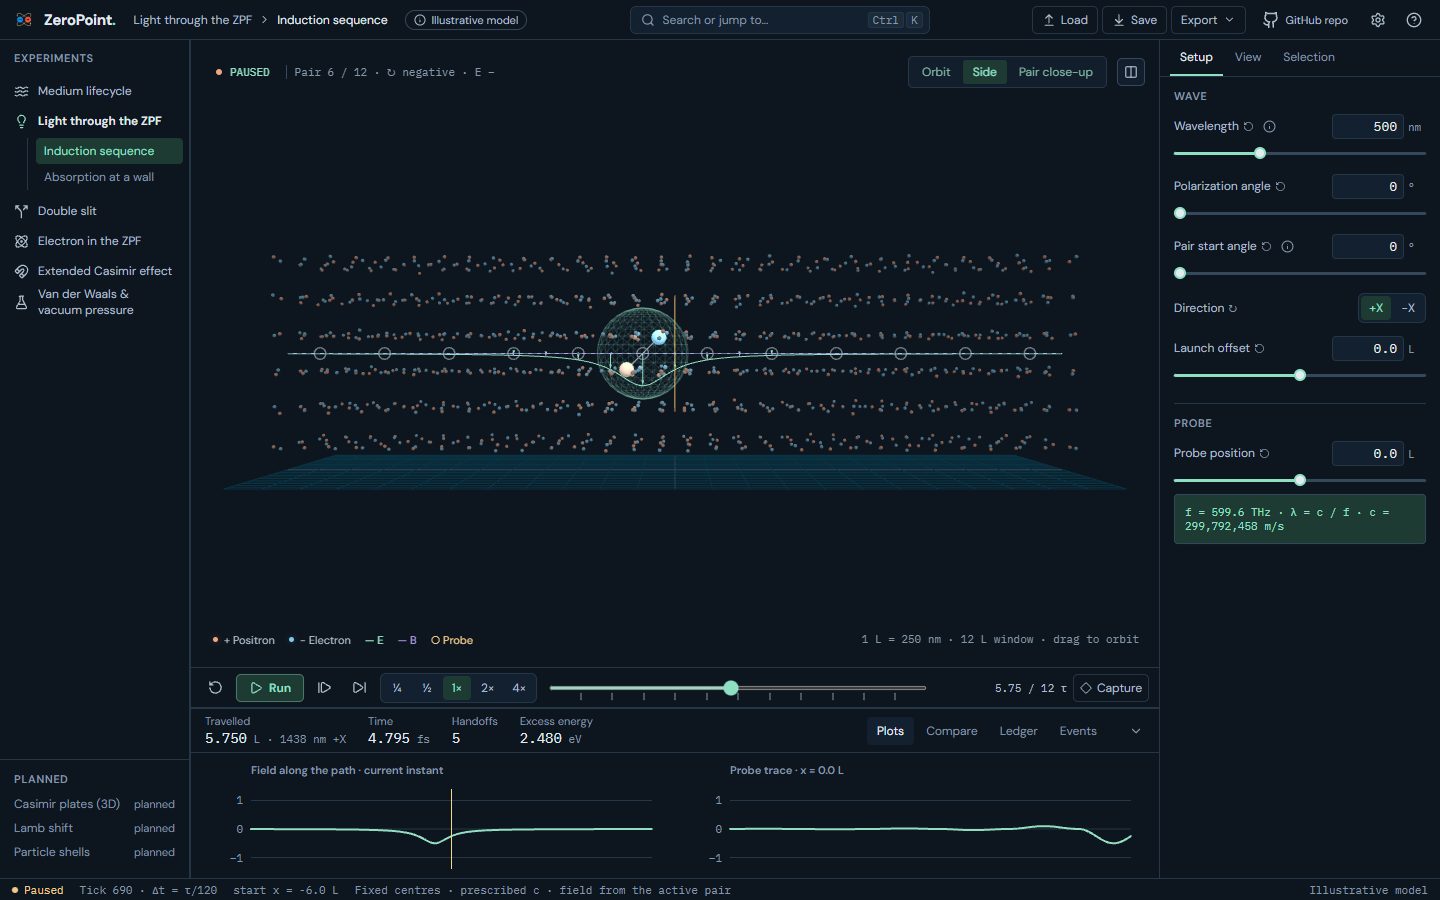 ZeroPoint. Light through the ZPF > Induction sequence Illustrative model Search or jump to... Ctrl K Load Save Export GitHub repo
EXPERIMENTS
Medium lifecycle
Light through the ZPF
Induction sequence
Absorption at a wall
Double slit
Electron in the ZPF
Extended Casimir effect
Van der Waals &
vacuum pressure
PLANNED
Casimir plates (3D) planned
Lamb shift planned
Particle shells planned
PAUSED Pair 6 / 12 · ↻ negative · E −
Orbit Side Pair close-up
+ Positron − Electron — E — B Probe
1 L = 250 nm · 12 L window · drag to orbit
Run ¼ ½ 1× 2× 4× 5.75 / 12 τ Capture
Travelled Time Handoffs Excess energy
5.750 L · 1438 nm +X 4.795 fs 5 2.480 eV
Plots Compare Ledger Events
Field along the path · current instant
1
0
−1
Probe trace · x = 0.0 L
1
0
−1
Setup View Selection
WAVE
Wavelength 500 nm
Polarization angle 0 °
Pair start angle 0 °
Direction ↻ +X −X
Launch offset 0.0 L
PROBE
Probe position 0.0 L
f = 599.6 THz · λ = c / f · c =
299,792,458 m/s
Paused Tick 690 · Δt = τ/120 start x = -6.0 L Fixed centres · prescribed c · field from the active pair Illustrative model